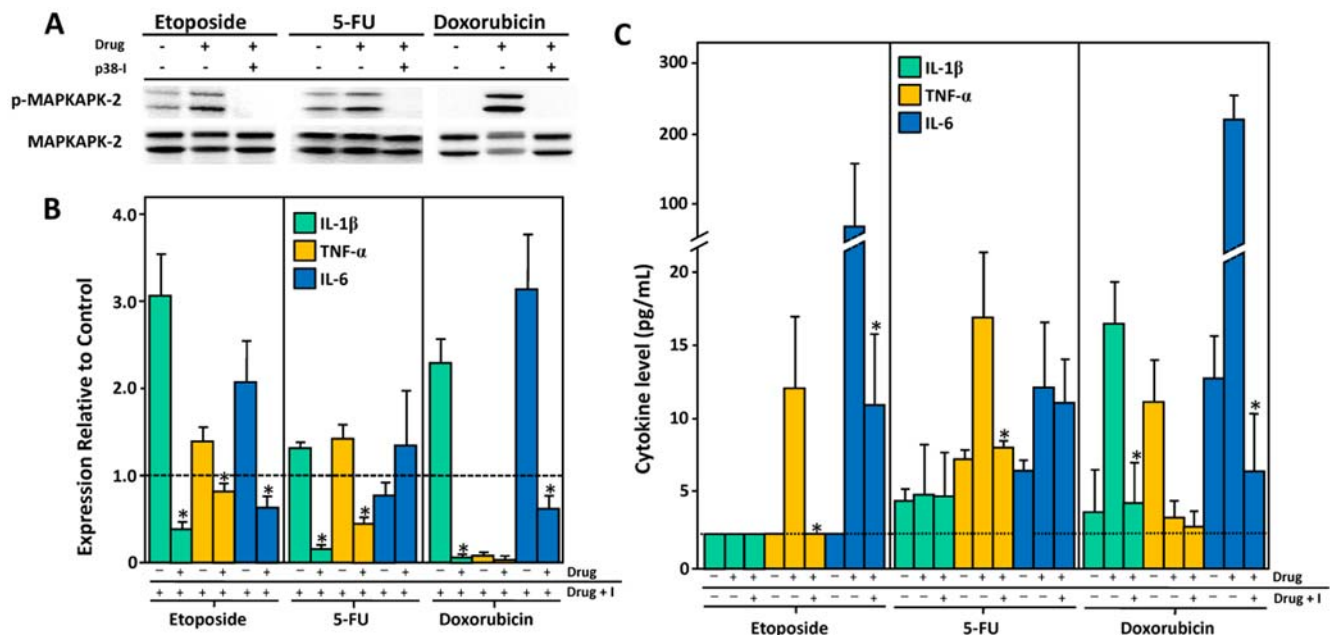 A
Etoposide 5-FU Doxorubicin
Drug - + + - + + - + +
p38-I + + +
p-MAPKAPK-2
MAPKAPK-2
B
Expression Relative to Control
4.0
3.0
2.0
1.0
0
IL-1β
TNF-α
IL-6
* * * * * * *
− + − + − + − + − + − + − + − + − + Drug
+ + + + + + + + + + + + + + + + + + Drug + I
Etoposide 5-FU Doxorubicin
C
Cytokine level (pg/mL)
300
200
100
20
15
10
5
0
IL-1β
TNF-α
IL-6
* * * * *
− + + − + + − + + − + + − + + − + + − + + − + + − + + Drug
− − + − − + − − + − − + − − + − − + − − + − − + − − + Drug + I
Etoposide 5-FU Doxorubicin